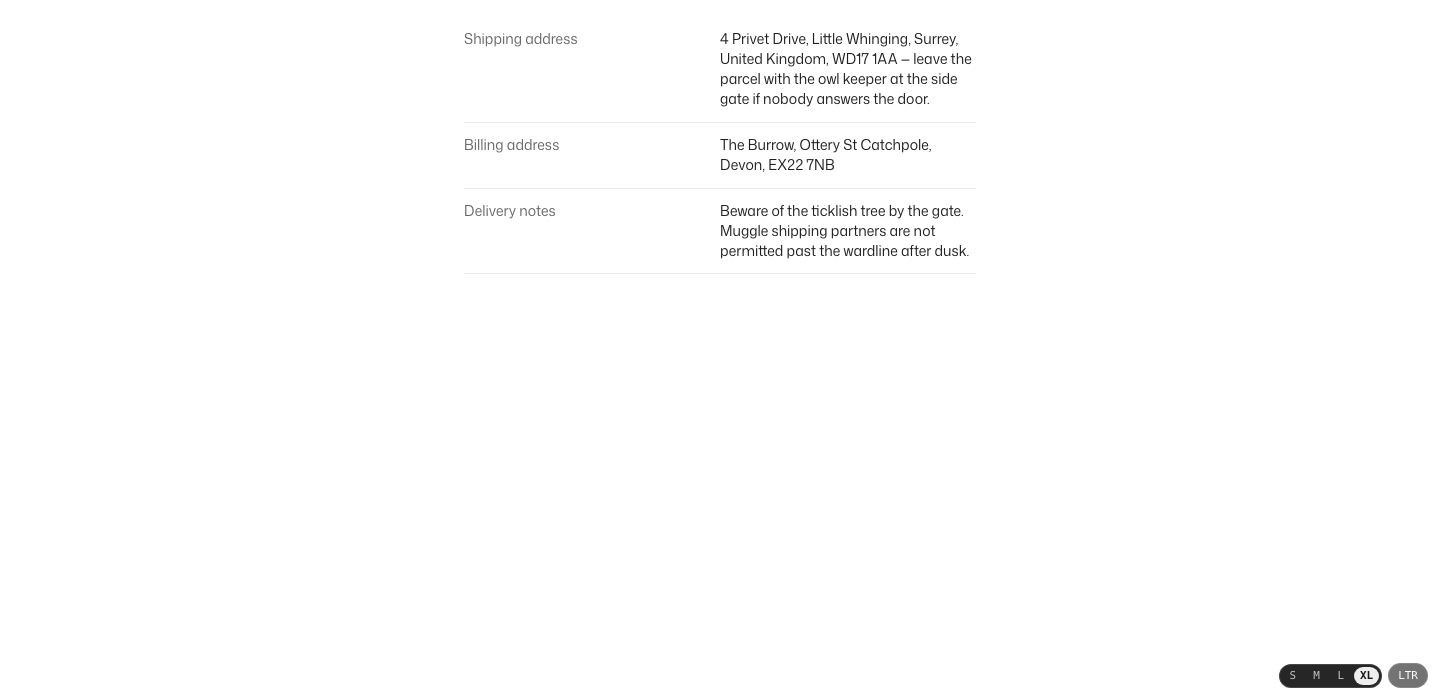 Shipping address
4 Privet Drive, Little Whinging, Surrey,
United Kingdom, WD17 1AA — leave the
parcel with the owl keeper at the side
gate if nobody answers the door.
Billing address
The Burrow, Ottery St Catchpole,
Devon, EX22 7NB
Delivery notes
Beware of the ticklish tree by the gate.
Muggle shipping partners are not
permitted past the wardline after dusk.
S M L XL LTR